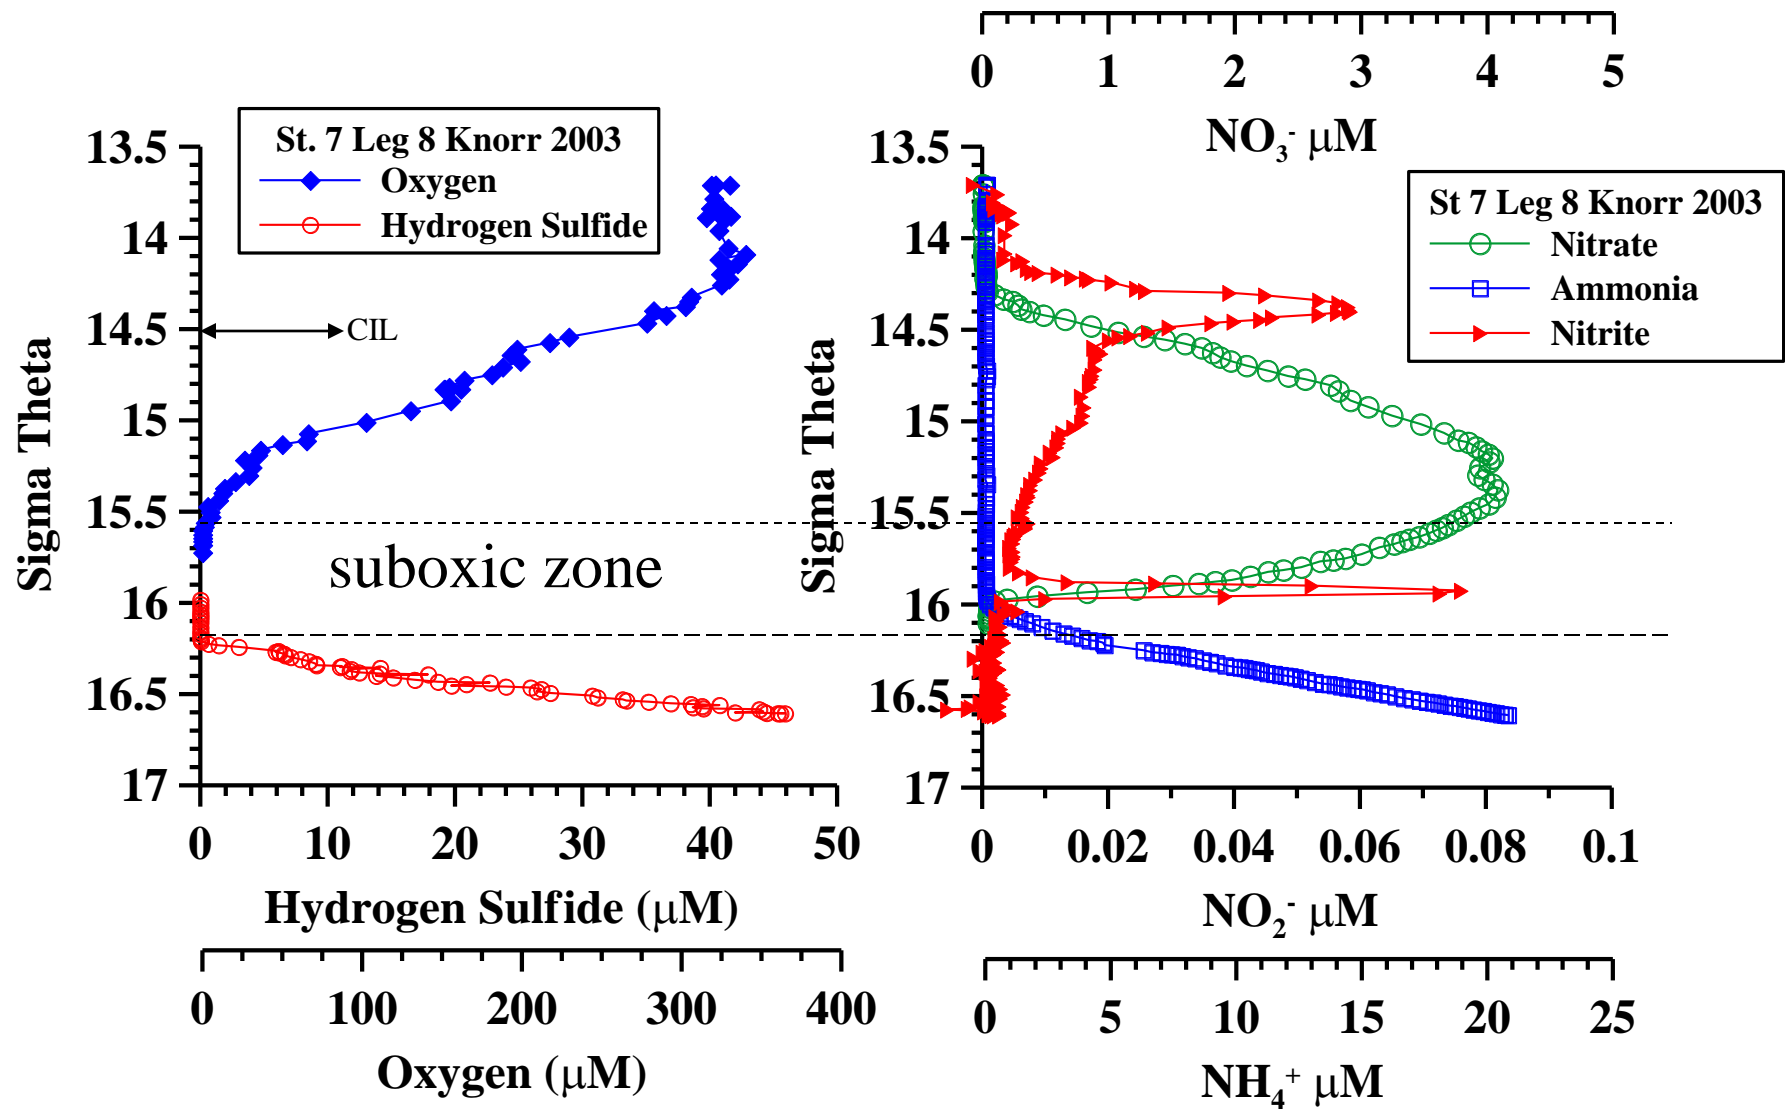 0 1 2 3 4 5
NO3- μM
St. 7 Leg 8 Knorr 2003
Oxygen
Hydrogen Sulfide
13.5
14
14.5
15
15.5
16
16.5
17
Sigma Theta
CIL
suboxic zone
0 10 20 30 40 50
Hydrogen Sulfide (μM)
0 100 200 300 400
Oxygen (μM)
St 7 Leg 8 Knorr 2003
Nitrate
Ammonia
Nitrite
13.5
14
14.5
15
15.5
16
16.5
17
Sigma Theta
0 0.02 0.04 0.06 0.08 0.1
NO2- μM
0 5 10 15 20 25
NH4+ μM